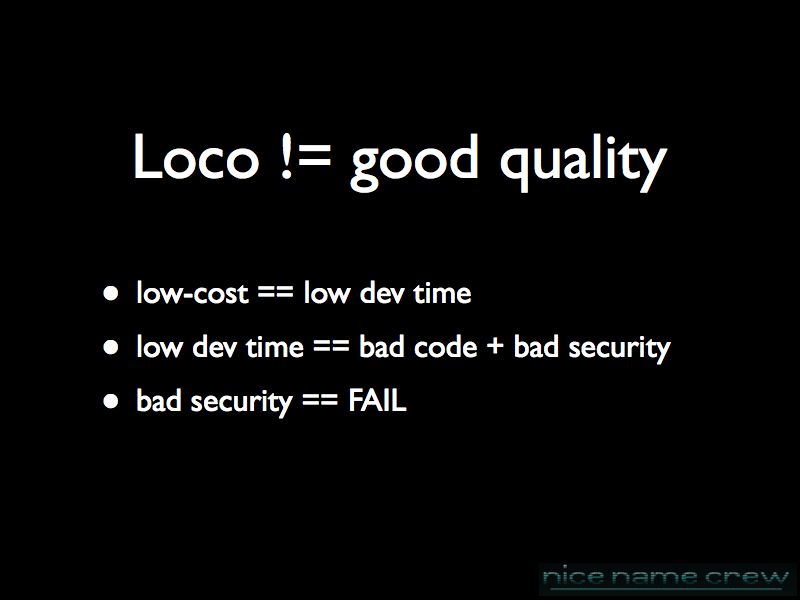 Loco != good quality
• low-cost == low dev time
• low dev time == bad code + bad security
• bad security == FAIL
nice name crew